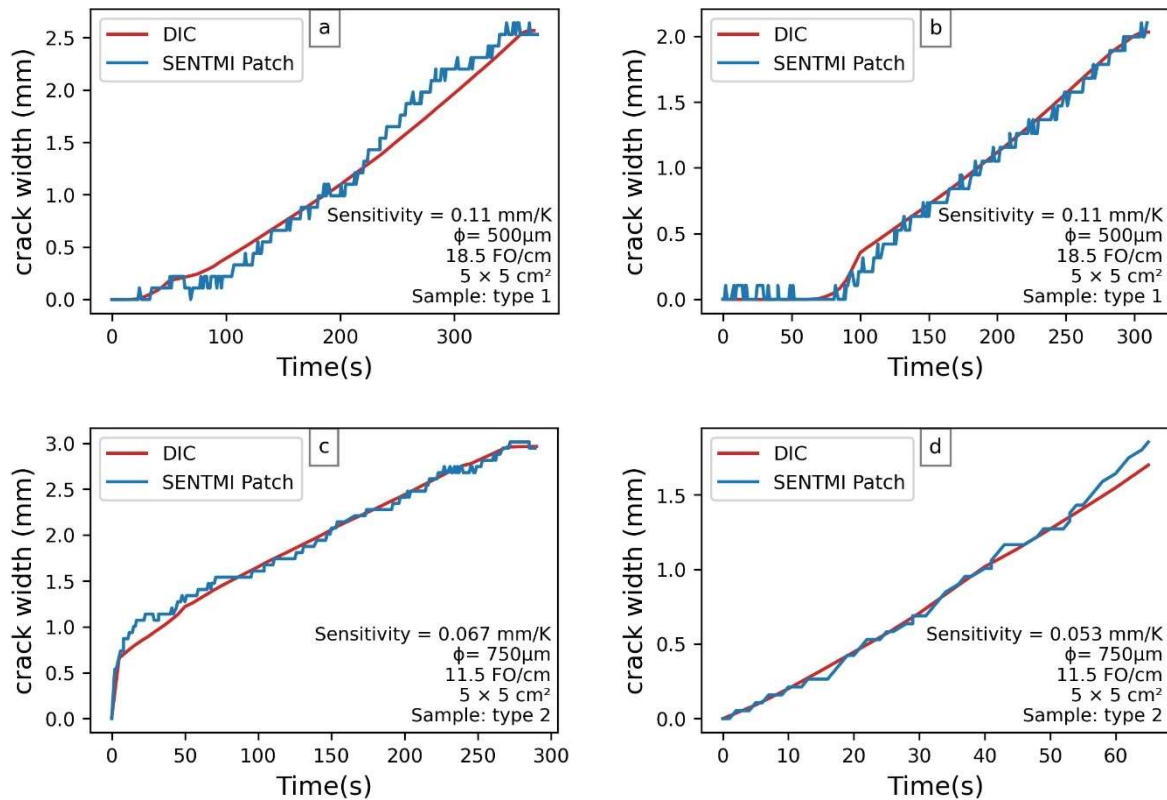 a
DIC
SENTMI Patch
crack width (mm)
2.5
2.0
1.5
1.0
0.5
0.0
Sensitivity = 0.11 mm/K
ϕ= 500µm
18.5 FO/cm
5 × 5 cm²
Sample: type 1
0 100 200 300
Time(s)
b
DIC
SENTMI Patch
crack width (mm)
2.0
1.5
1.0
0.5
0.0
Sensitivity = 0.11 mm/K
ϕ= 500µm
18.5 FO/cm
5 × 5 cm²
Sample: type 1
0 50 100 150 200 250 300
Time(s)
c
DIC
SENTMI Patch
crack width (mm)
3.0
2.5
2.0
1.5
1.0
0.5
0.0
Sensitivity = 0.067 mm/K
ϕ= 750µm
11.5 FO/cm
5 × 5 cm²
Sample: type 2
0 50 100 150 200 250 300
Time(s)
d
DIC
SENTMI Patch
crack width (mm)
1.5
1.0
0.5
0.0
Sensitivity = 0.053 mm/K
ϕ= 750µm
11.5 FO/cm
5 × 5 cm²
Sample: type 2
0 10 20 30 40 50 60
Time(s)